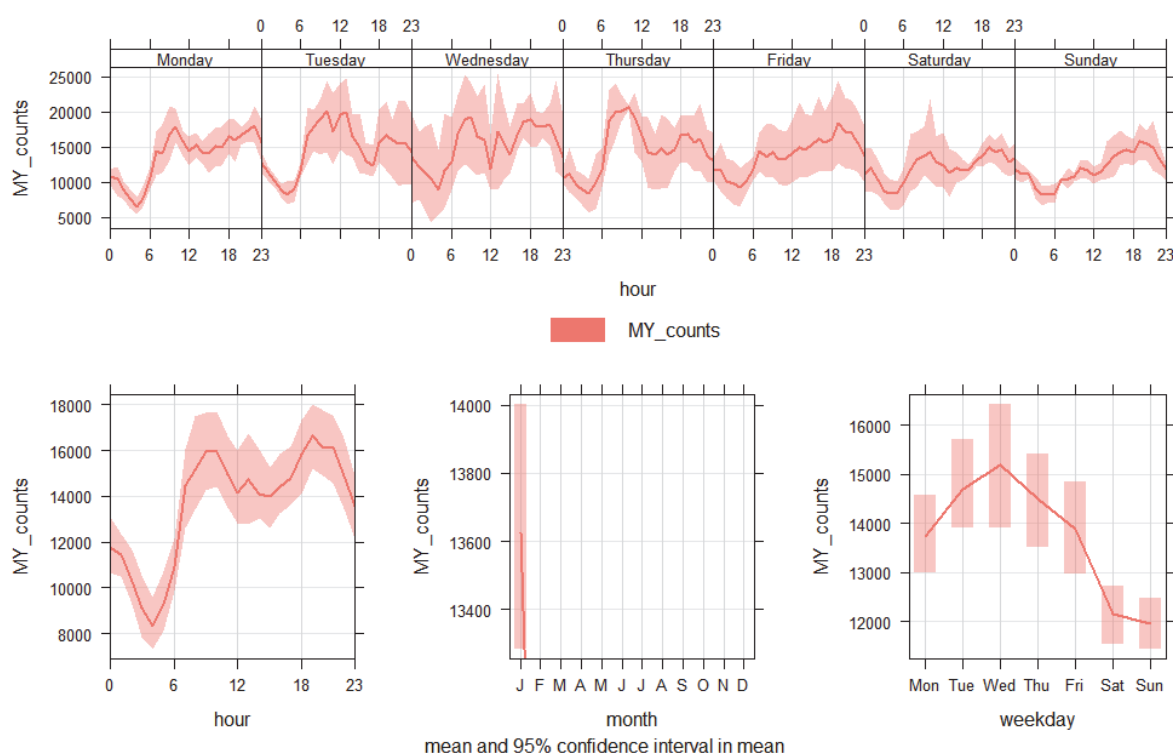 0 6 12 18 23 0 6 12 18 23 0 6 12 18 23
Monday Tuesday Wednesday Thursday Friday Saturday Sunday
25000
20000
15000
10000
5000
MY_counts
0 6 12 18 23 0 6 12 18 23 0 6 12 18 23 0 6 12 18 23
hour
MY_counts
18000
16000
14000
12000
10000
8000
MY_counts
0 6 12 18 23
hour
14000
13800
13600
13400
MY_counts
J F M A M J J A S O N D
month
16000
15000
14000
13000
12000
MY_counts
Mon Tue Wed Thu Fri Sat Sun
weekday
mean and 95% confidence interval in mean